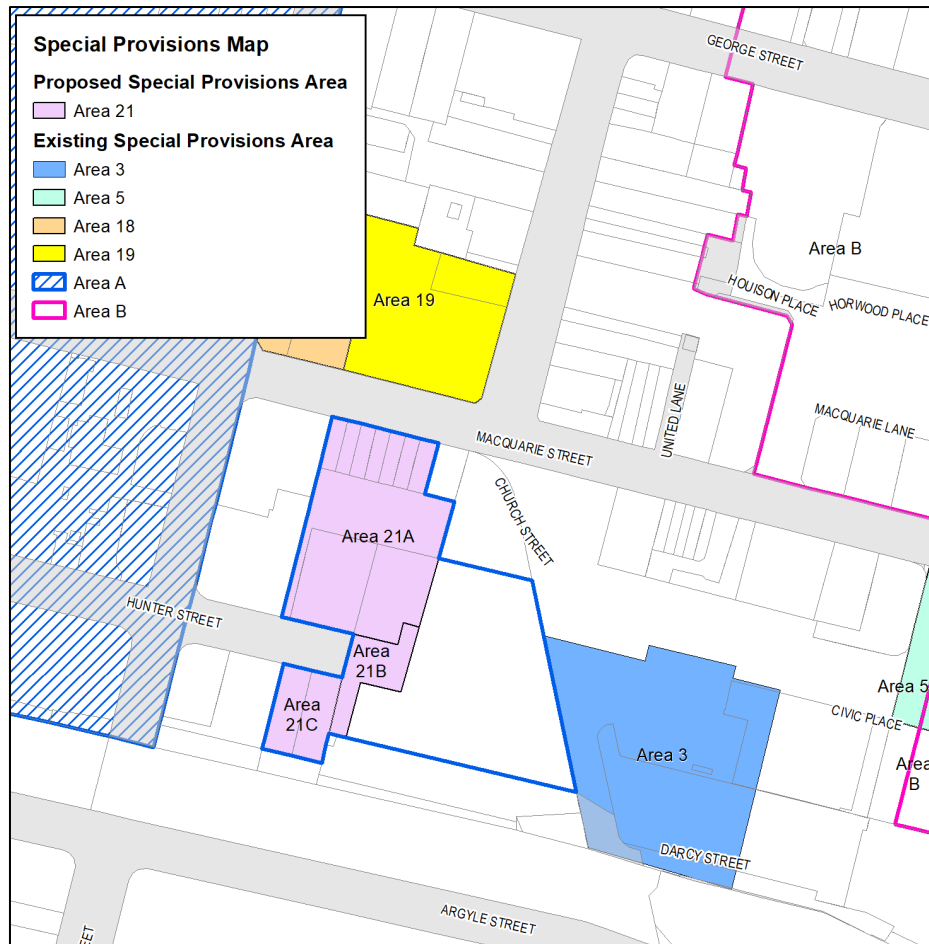 Special Provisions Map
Proposed Special Provisions Area
Area 21
Existing Special Provisions Area
Area 3
Area 5
Area 18
Area 19
Area A
Area B
GEORGE STREET
Area B
HOUISON PLACE
HORWOOD PLACE
Area 19
UNITED LANE
MACQUARIE LANE
MACQUARIE STREET
CHURCH STREET
Area 21A
HUNTER STREET
Area
21B
Area
21C
Area 5
CIVIC PLACE
Area 3
Area
B
DARCY STREET
ARGYLE STREET
REET